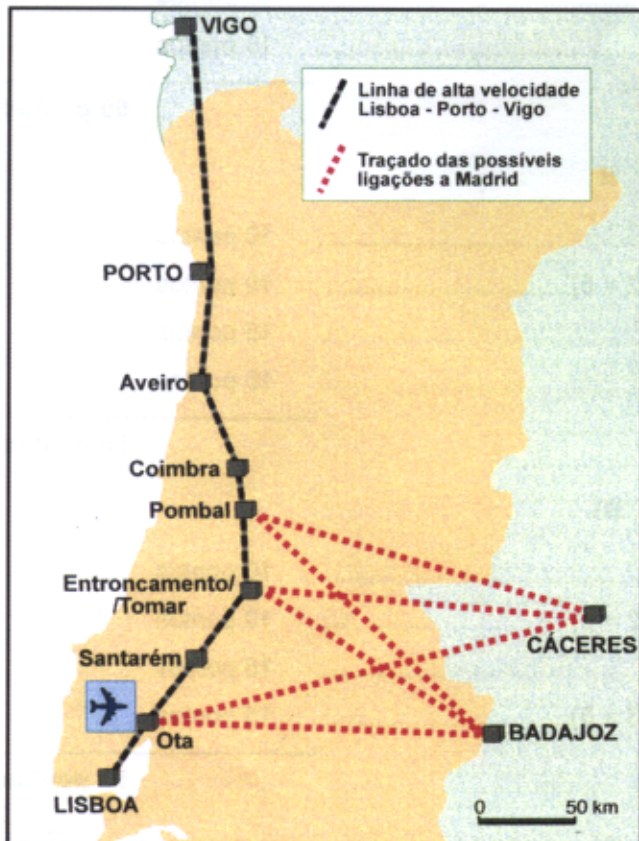 VIGO
Linha de alta velocidade
Lisboa - Porto - Vigo
Traçado das possíveis
ligações a Madrid
PORTO
Aveiro
Coimbra
Pombal
Entroncamento/
/Tomar
CÁCERES
Santarém
Ota
BADAJOZ
LISBOA
0 50 km